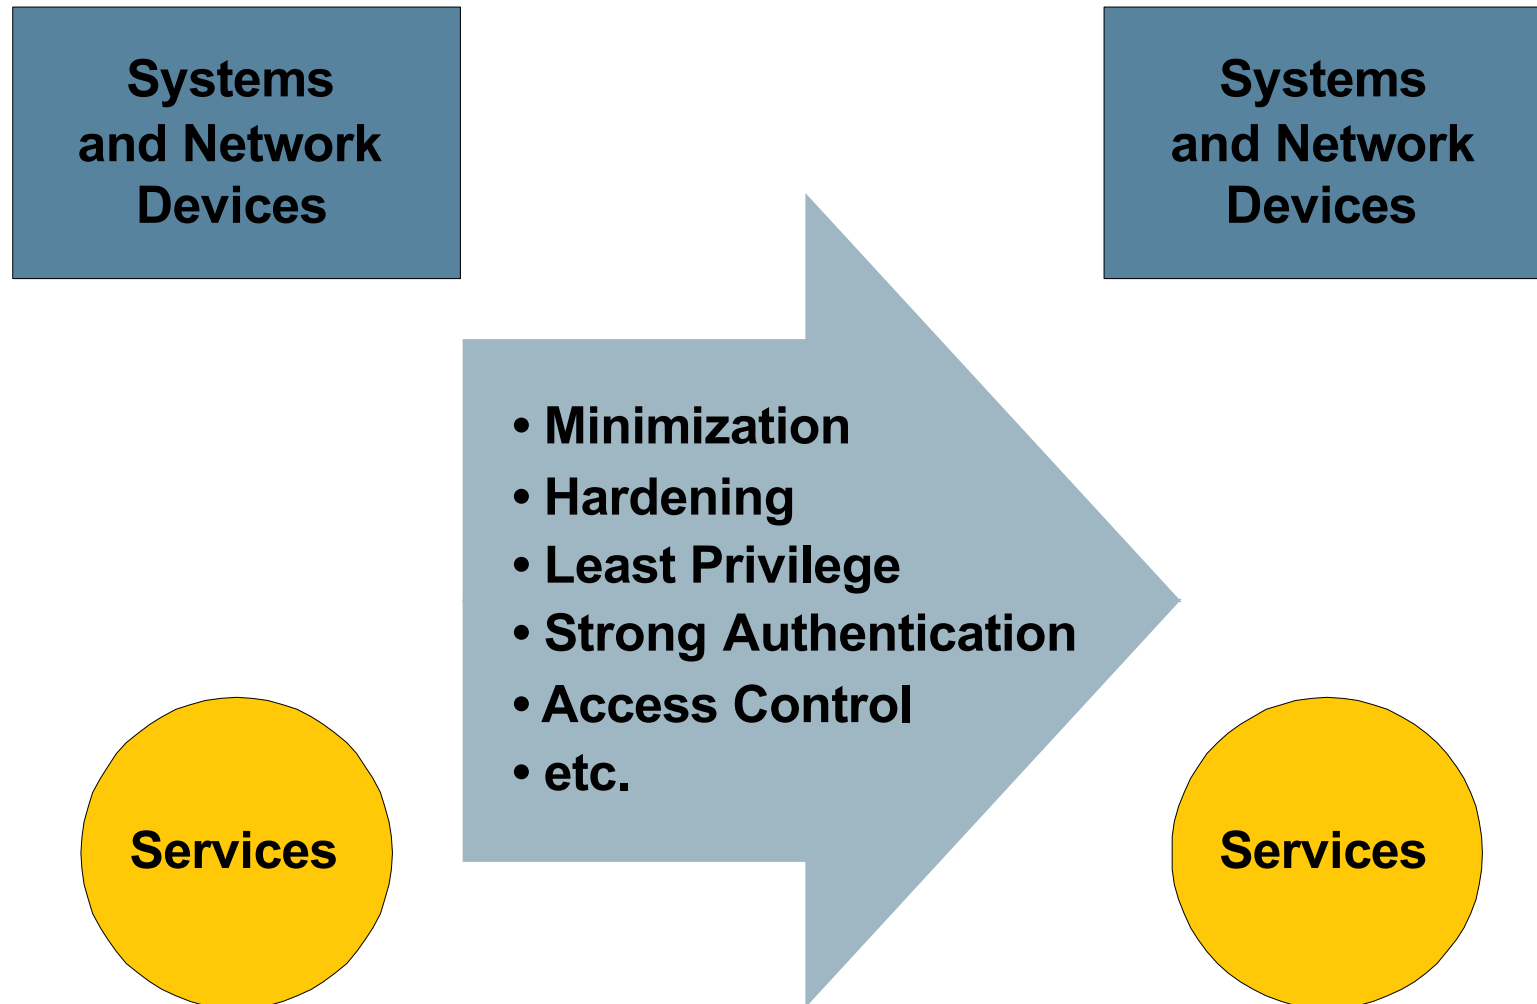 Systems
and Network
Devices
Systems
and Network
Devices
• Minimization
• Hardening
• Least Privilege
• Strong Authentication
• Access Control
• etc.
Services
Services